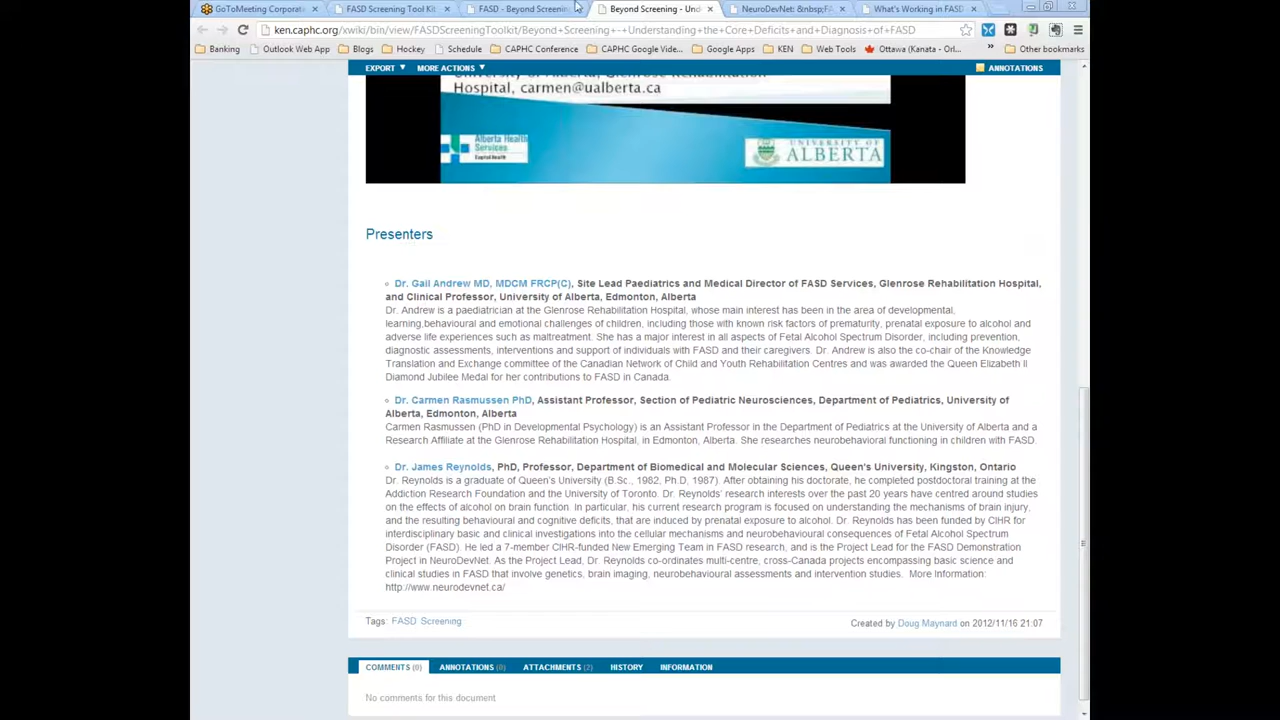 GoToMeeting Corporat
FASD Screening Tool Kit
FASD - Beyond Screening
Beyond Screening - Und
NeuroDevNet: &nbsp;F
What's Working in FASD
ken.caphc.org/xwiki/bin/view/FASDScreeningToolkit/Beyond+Screening+-+Understanding+the+Core+Deficits+and+Diagnosis+of+FASD
Banking Outlook Web App Blogs Hockey Schedule CAPHC Conference CAPHC Google Vide... Google Apps KEN Web Tools Ottawa (Kanata - Orl... » Other bookmarks
EXPORT MORE ACTIONS ANNOTATIONS
Hospital, carmen@ualberta.ca
Alberta Health
Services
Capital Health
UNIVERSITY OF
ALBERTA
Presenters
Dr. Gail Andrew MD, MDCM FRCP(C), Site Lead Paediatrics and Medical Director of FASD Services, Glenrose Rehabilitation Hospital,
and Clinical Professor, University of Alberta, Edmonton, Alberta
Dr. Andrew is a paediatrician at the Glenrose Rehabilitation Hospital, whose main interest has been in the area of developmental,
learning,behavioural and emotional challenges of children, including those with known risk factors of prematurity, prenatal exposure to alcohol and
adverse life experiences such as maltreatment. She has a major interest in all aspects of Fetal Alcohol Spectrum Disorder, including prevention,
diagnostic assessments, interventions and support of individuals with FASD and their caregivers. Dr. Andrew is also the co-chair of the Knowledge
Translation and Exchange committee of the Canadian Network of Child and Youth Rehabilitation Centres and was awarded the Queen Elizabeth II
Diamond Jubilee Medal for her contributions to FASD in Canada.
Dr. Carmen Rasmussen PhD, Assistant Professor, Section of Pediatric Neurosciences, Department of Pediatrics, University of
Alberta, Edmonton, Alberta
Carmen Rasmussen (PhD in Developmental Psychology) is an Assistant Professor in the Department of Pediatrics at the University of Alberta and a
Research Affiliate at the Glenrose Rehabilitation Hospital, in Edmonton, Alberta. She researches neurobehavioral functioning in children with FASD.
Dr. James Reynolds, PhD, Professor, Department of Biomedical and Molecular Sciences, Queen's University, Kingston, Ontario
Dr. Reynolds is a graduate of Queen's University (B.Sc., 1982, Ph.D, 1987). After obtaining his doctorate, he completed postdoctoral training at the
Addiction Research Foundation and the University of Toronto. Dr. Reynolds' research interests over the past 20 years have centred around studies
on the effects of alcohol on brain function. In particular, his current research program is focused on understanding the mechanisms of brain injury,
and the resulting behavioural and cognitive deficits, that are induced by prenatal exposure to alcohol. Dr. Reynolds has been funded by CIHR for
interdisciplinary basic and clinical investigations into the cellular mechanisms and neurobehavioural consequences of Fetal Alcohol Spectrum
Disorder (FASD). He led a 7-member CIHR-funded New Emerging Team in FASD research, and is the Project Lead for the FASD Demonstration
Project in NeuroDevNet. As the Project Lead, Dr. Reynolds co-ordinates multi-centre, cross-Canada projects encompassing basic science and
clinical studies in FASD that involve genetics, brain imaging, neurobehavioural assessments and intervention studies. More Information:
http://www.neurodevnet.ca/
Tags: FASD Screening
Created by Doug Maynard on 2012/11/16 21:07
COMMENTS (0) ANNOTATIONS (0) ATTACHMENTS (2) HISTORY INFORMATION
No comments for this document